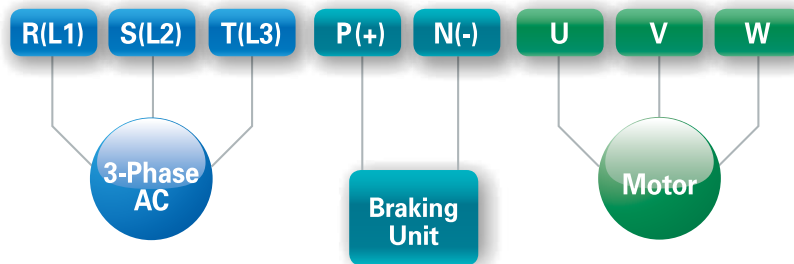 R(L1) S(L2) T(L3) P(+) N(-) U V W
3-Phase
AC
Braking
Unit
Motor